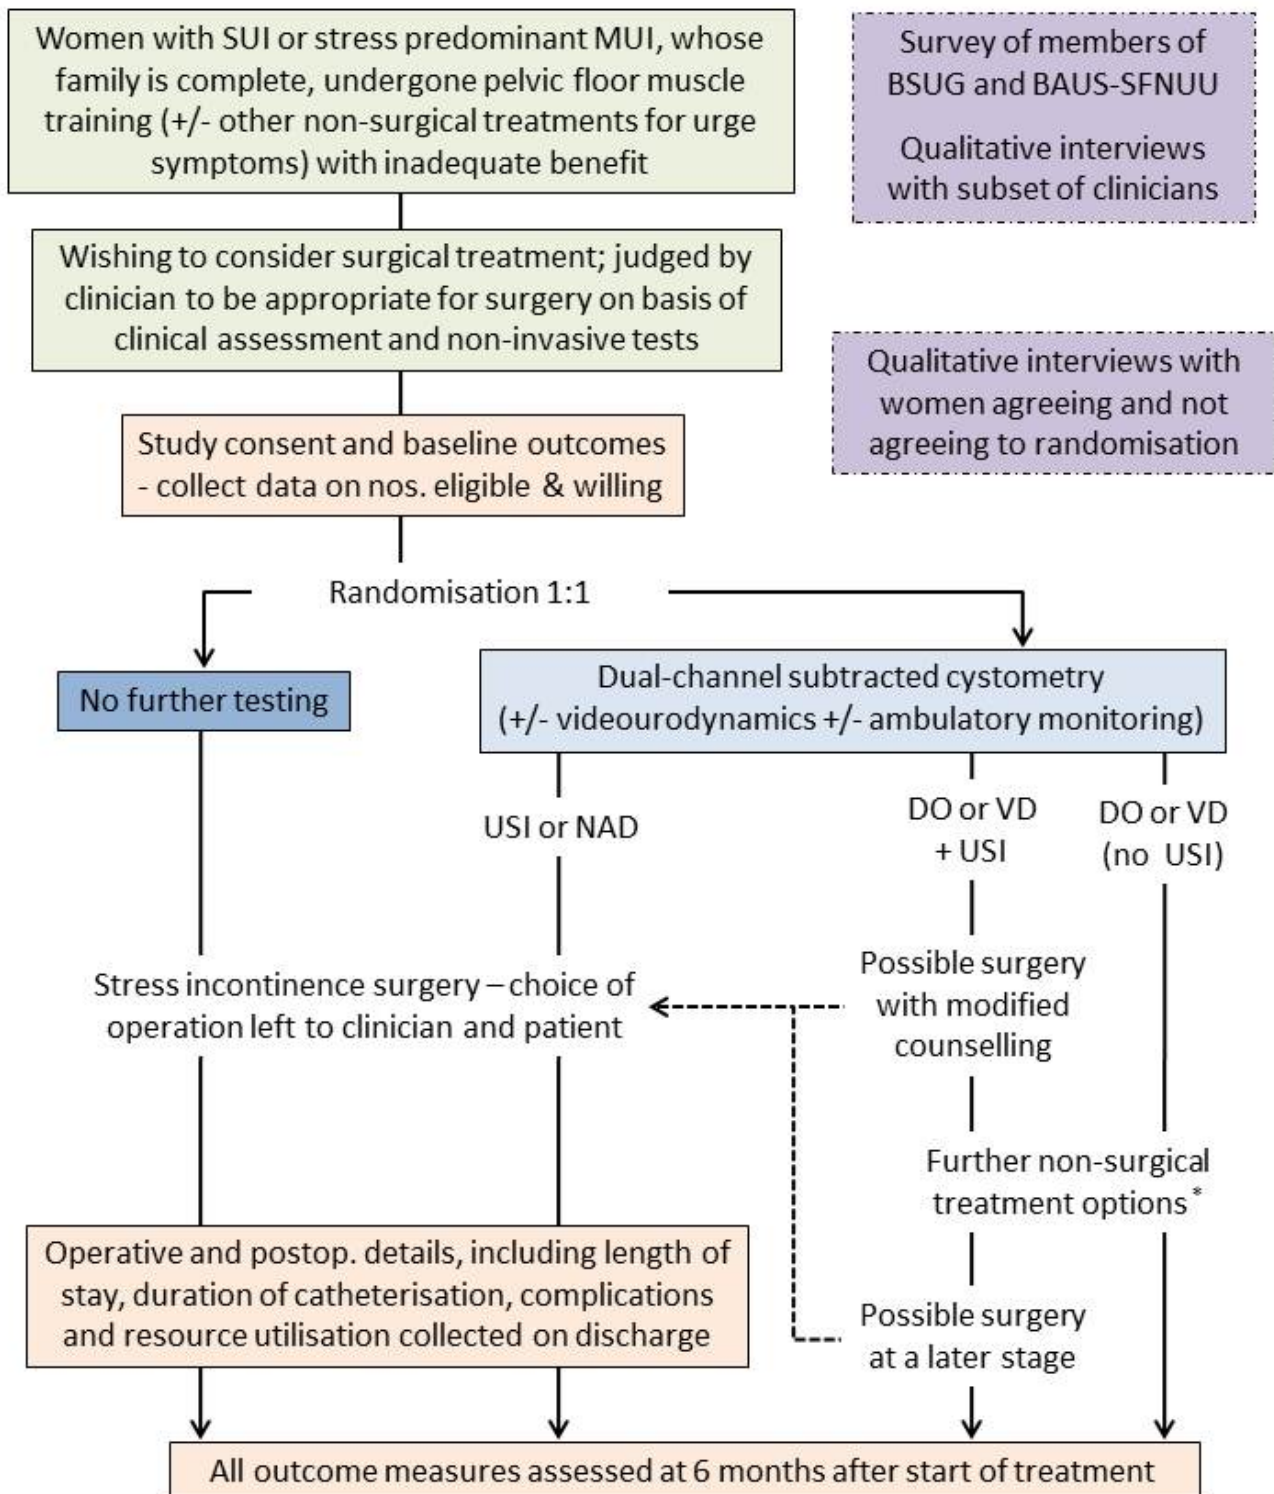 Women with SUI or stress predominant MUI, whose
family is complete, undergone pelvic floor muscle
training (+/- other non-surgical treatments for urge
symptoms) with inadequate benefit
Survey of members of
BSUG and BAUS-SFNUU
Qualitative interviews
with subset of clinicians
Wishing to consider surgical treatment; judged by
clinician to be appropriate for surgery on basis of
clinical assessment and non-invasive tests
Qualitative interviews with
women agreeing and not
agreeing to randomisation
Study consent and baseline outcomes
- collect data on nos. eligible & willing
Randomisation 1:1
No further testing
Dual-channel subtracted cystometry
(+/- videourodynamics +/- ambulatory monitoring)
USI or NAD
DO or VD
+ USI
DO or VD
(no USI)
Stress incontinence surgery – choice of
operation left to clinician and patient
Possible surgery
with modified
counselling
Further non-surgical
treatment options*
Operative and postop. details, including length of
stay, duration of catheterisation, complications
and resource utilisation collected on discharge
Possible surgery
at a later stage
All outcome measures assessed at 6 months after start of treatment